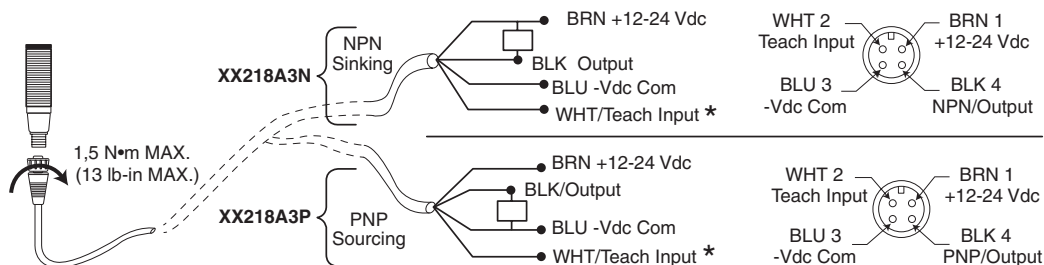 1,5 N•m MAX.
(13 lb-in MAX.)
XX218A3N
NPN
Sinking
BRN +12-24 Vdc
BLK Output
BLU -Vdc Com
WHT/Teach Input *
WHT 2
Teach Input
BRN 1
+12-24 Vdc
BLU 3
-Vdc Com
BLK 4
NPN/Output
XX218A3P
PNP
Sourcing
BRN +12-24 Vdc
BLK/Output
BLU -Vdc Com
WHT/Teach Input *
WHT 2
Teach Input
BRN 1
+12-24 Vdc
BLU 3
-Vdc Com
BLK 4
PNP/Output